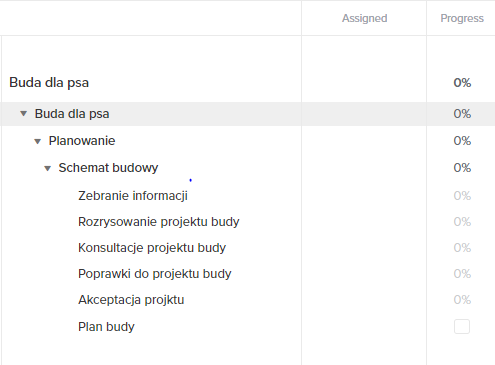 Assigned Progress
Buda dla psa 0%
Buda dla psa 0%
Planowanie 0%
Schemat budowy 0%
Zebranie informacji 0%
Rozrysowanie projektu budy 0%
Konsultacje projektu budy 0%
Poprawki do projektu budy 0%
Akceptacja projktu 0%
Plan budy